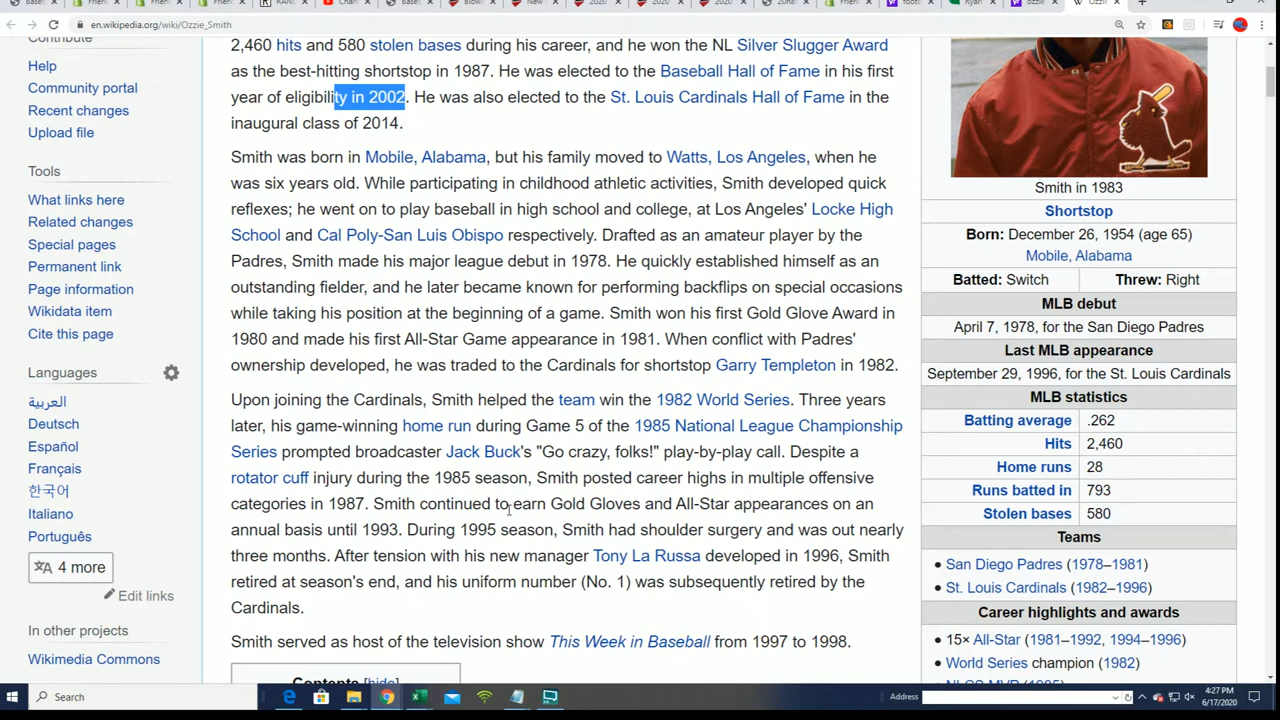 Base
Frien
Frien
Frien
RANK
Chan
Base
Blow
New
2020
2020
2020
2uha
Frien
Ryan
footb
ozzie
Ozzie
en.wikipedia.org/wiki/Ozzie_Smith
Contribute
Help
Community portal
Recent changes
Upload file
Tools
What links here
Related changes
Special pages
Permanent link
Page information
Wikidata item
Cite this page
Languages
العربية
Deutsch
Español
Français
한국어
Italiano
Português
4 more
Edit links
In other projects
Wikimedia Commons
2,460 hits and 580 stolen bases during his career, and he won the NL Silver Slugger Award
as the best-hitting shortstop in 1987. He was elected to the Baseball Hall of Fame in his first
year of eligibility in 2002. He was also elected to the St. Louis Cardinals Hall of Fame in the
inaugural class of 2014.
Smith was born in Mobile, Alabama, but his family moved to Watts, Los Angeles, when he
was six years old. While participating in childhood athletic activities, Smith developed quick
reflexes; he went on to play baseball in high school and college, at Los Angeles' Locke High
School and Cal Poly-San Luis Obispo respectively. Drafted as an amateur player by the
Padres, Smith made his major league debut in 1978. He quickly established himself as an
outstanding fielder, and he later became known for performing backflips on special occasions
while taking his position at the beginning of a game. Smith won his first Gold Glove Award in
1980 and made his first All-Star Game appearance in 1981. When conflict with Padres'
ownership developed, he was traded to the Cardinals for shortstop Garry Templeton in 1982.
Upon joining the Cardinals, Smith helped the team win the 1982 World Series. Three years
later, his game-winning home run during Game 5 of the 1985 National League Championship
Series prompted broadcaster Jack Buck's "Go crazy, folks!" play-by-play call. Despite a
rotator cuff injury during the 1985 season, Smith posted career highs in multiple offensive
categories in 1987. Smith continued to earn Gold Gloves and All-Star appearances on an
annual basis until 1993. During 1995 season, Smith had shoulder surgery and was out nearly
three months. After tension with his new manager Tony La Russa developed in 1996, Smith
retired at season's end, and his uniform number (No. 1) was subsequently retired by the
Cardinals.
Smith served as host of the television show This Week in Baseball from 1997 to 1998.
Contents [hide]
Smith in 1983
Shortstop
Born: December 26, 1954 (age 65)
Mobile, Alabama
Batted: Switch Threw: Right
MLB debut
April 7, 1978, for the San Diego Padres
Last MLB appearance
September 29, 1996, for the St. Louis Cardinals
MLB statistics
Batting average .262
Hits 2,460
Home runs 28
Runs batted in 793
Stolen bases 580
Teams
• San Diego Padres (1978–1981)
• St. Louis Cardinals (1982–1996)
Career highlights and awards
• 15× All-Star (1981–1992, 1994–1996)
• World Series champion (1982)
• NLCS MVP (1985)
Search
Address
4:27 PM
6/17/2020